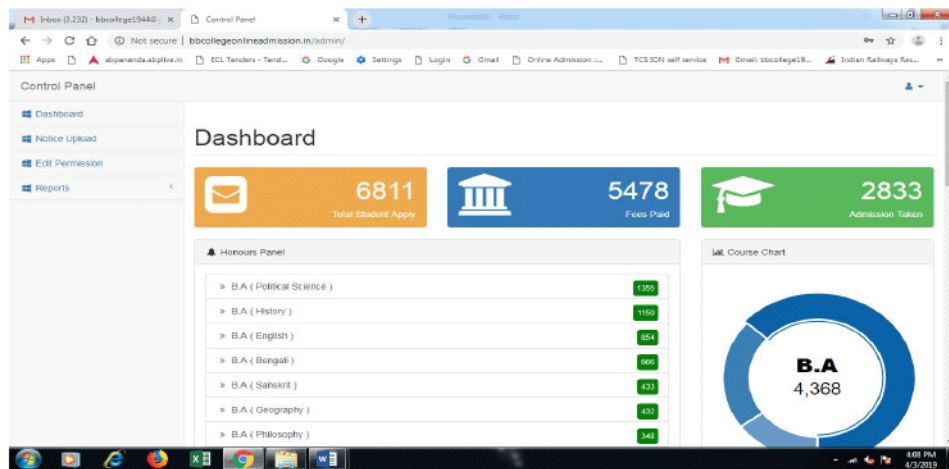 Inbox (3,232) - bbcollege1944@
Control Panel
Not secure | bbcollegeonlineadmission.in/admin/
Apps
abpananda.abplive.in
ECL Tenders - Tend...
Google
Settings
Login
Gmail
Online Admission ::...
TCS iON self service
Gmail: bbcollege19...
Indian Railways Res...
Control Panel
Dashboard
Notice Upload
Edit Permission
Reports
Dashboard
6811
Total Student Apply
5478
Fees Paid
2833
Admission Taken
Honours Panel
» B.A ( Political Science ) 1355
» B.A ( History ) 1150
» B.A ( English ) 854
» B.A ( Bengali ) 666
» B.A ( Sanskrit ) 433
» B.A ( Geography ) 432
» B.A ( Philosophy ) 348
Course Chart
B.A
4,368
4:03 PM
4/3/2019